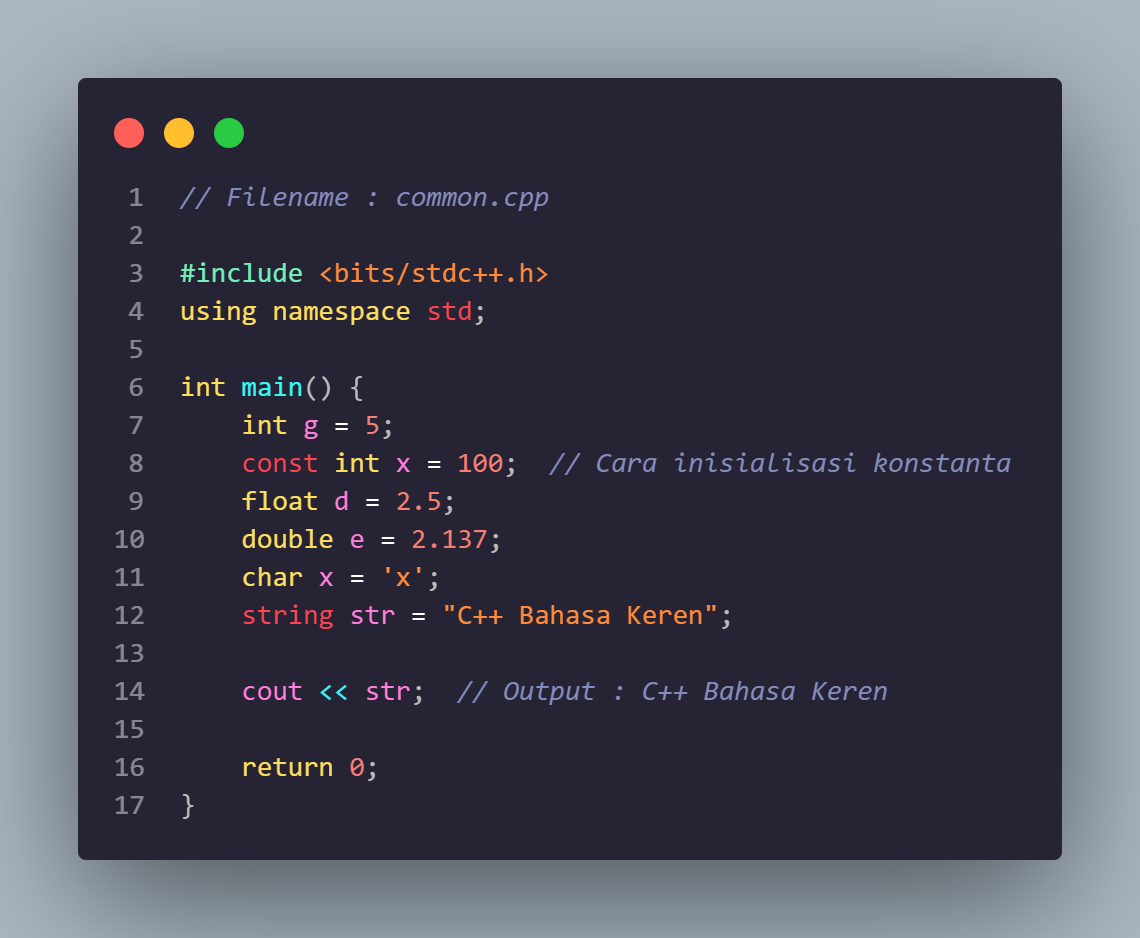 1 // Filename : common.cpp
2
3 #include <bits/stdc++.h>
4 using namespace std;
5
6 int main() {
7     int g = 5;
8     const int x = 100;  // Cara inisialisasi konstanta
9     float d = 2.5;
10     double e = 2.137;
11     char x = 'x';
12     string str = "C++ Bahasa Keren";
13
14     cout << str;  // Output : C++ Bahasa Keren
15
16     return 0;
17 }